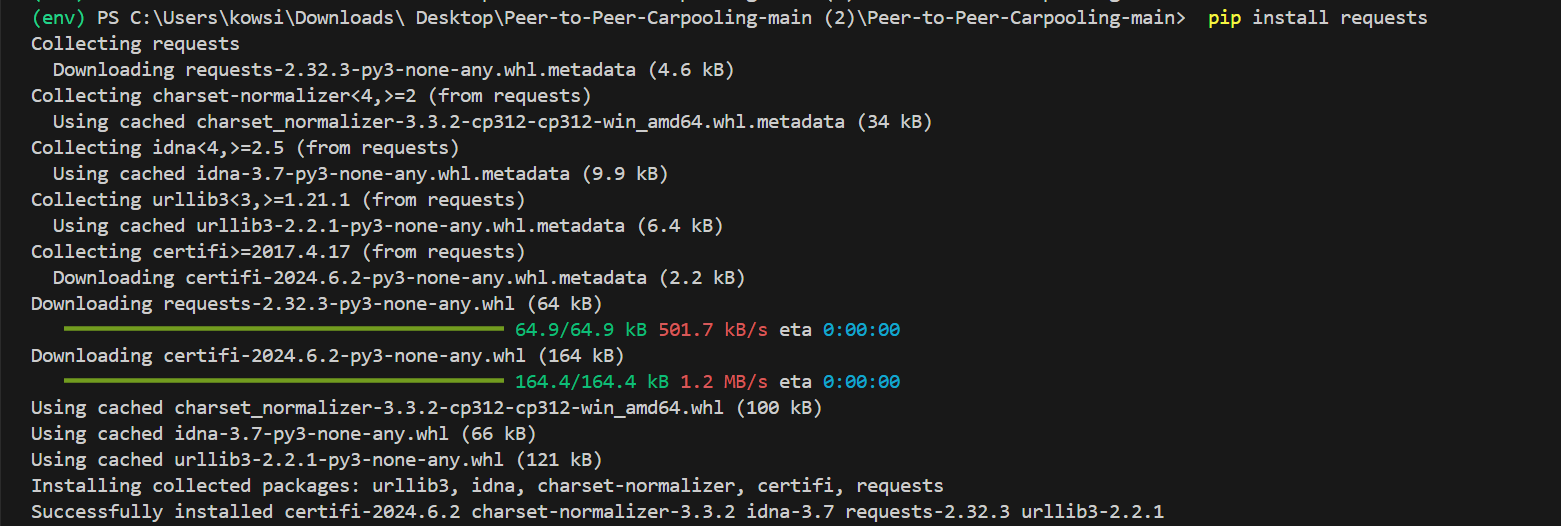 (env) PS C:\Users\kowsi\Downloads\ Desktop\Peer-to-Peer-Carpooling-main (2)\Peer-to-Peer-Carpooling-main>  pip install requests
Collecting requests
  Downloading requests-2.32.3-py3-none-any.whl.metadata (4.6 kB)
Collecting charset-normalizer<4,>=2 (from requests)
  Using cached charset_normalizer-3.3.2-cp312-cp312-win_amd64.whl.metadata (34 kB)
Collecting idna<4,>=2.5 (from requests)
  Using cached idna-3.7-py3-none-any.whl.metadata (9.9 kB)
Collecting urllib3<3,>=1.21.1 (from requests)
  Using cached urllib3-2.2.1-py3-none-any.whl.metadata (6.4 kB)
Collecting certifi>=2017.4.17 (from requests)
  Downloading certifi-2024.6.2-py3-none-any.whl.metadata (2.2 kB)
Downloading requests-2.32.3-py3-none-any.whl (64 kB)
64.9/64.9 kB 501.7 kB/s eta 0:00:00
Downloading certifi-2024.6.2-py3-none-any.whl (164 kB)
164.4/164.4 kB 1.2 MB/s eta 0:00:00
Using cached charset_normalizer-3.3.2-cp312-cp312-win_amd64.whl (100 kB)
Using cached idna-3.7-py3-none-any.whl (66 kB)
Using cached urllib3-2.2.1-py3-none-any.whl (121 kB)
Installing collected packages: urllib3, idna, charset-normalizer, certifi, requests
Successfully installed certifi-2024.6.2 charset-normalizer-3.3.2 idna-3.7 requests-2.32.3 urllib3-2.2.1